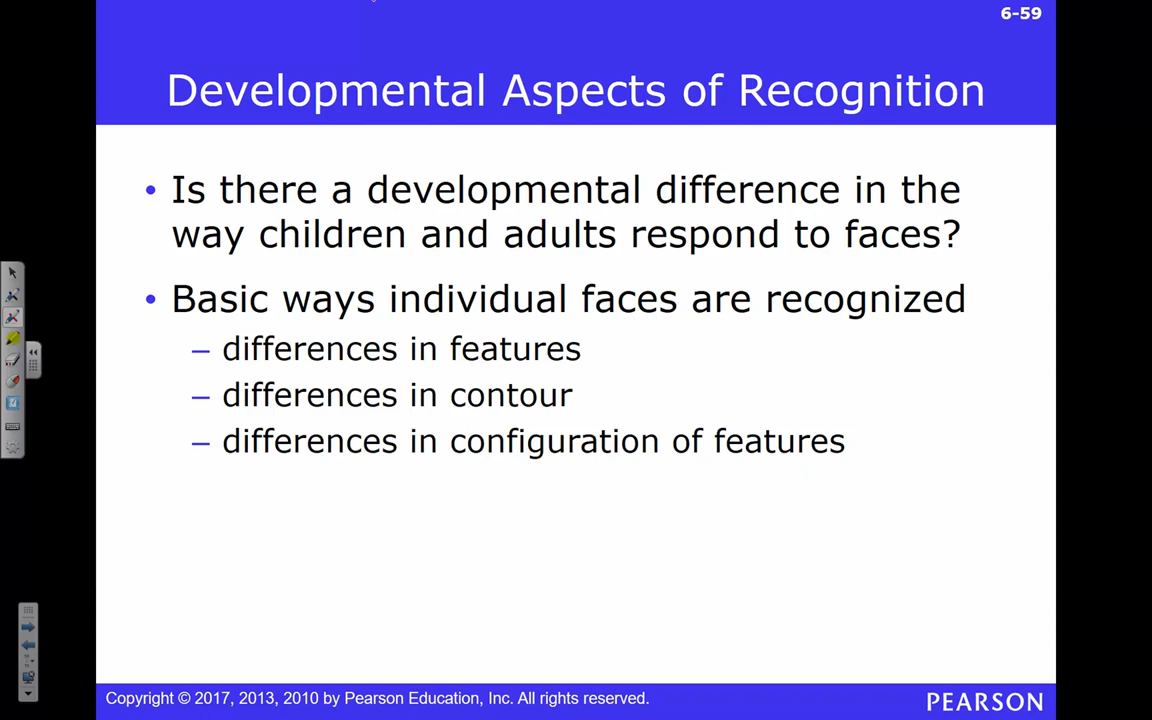 6-59
Developmental Aspects of Recognition
• Is there a developmental difference in the
way children and adults respond to faces?
• Basic ways individual faces are recognized
– differences in features
– differences in contour
– differences in configuration of features
Copyright © 2017, 2013, 2010 by Pearson Education, Inc. All rights reserved.
PEARSON